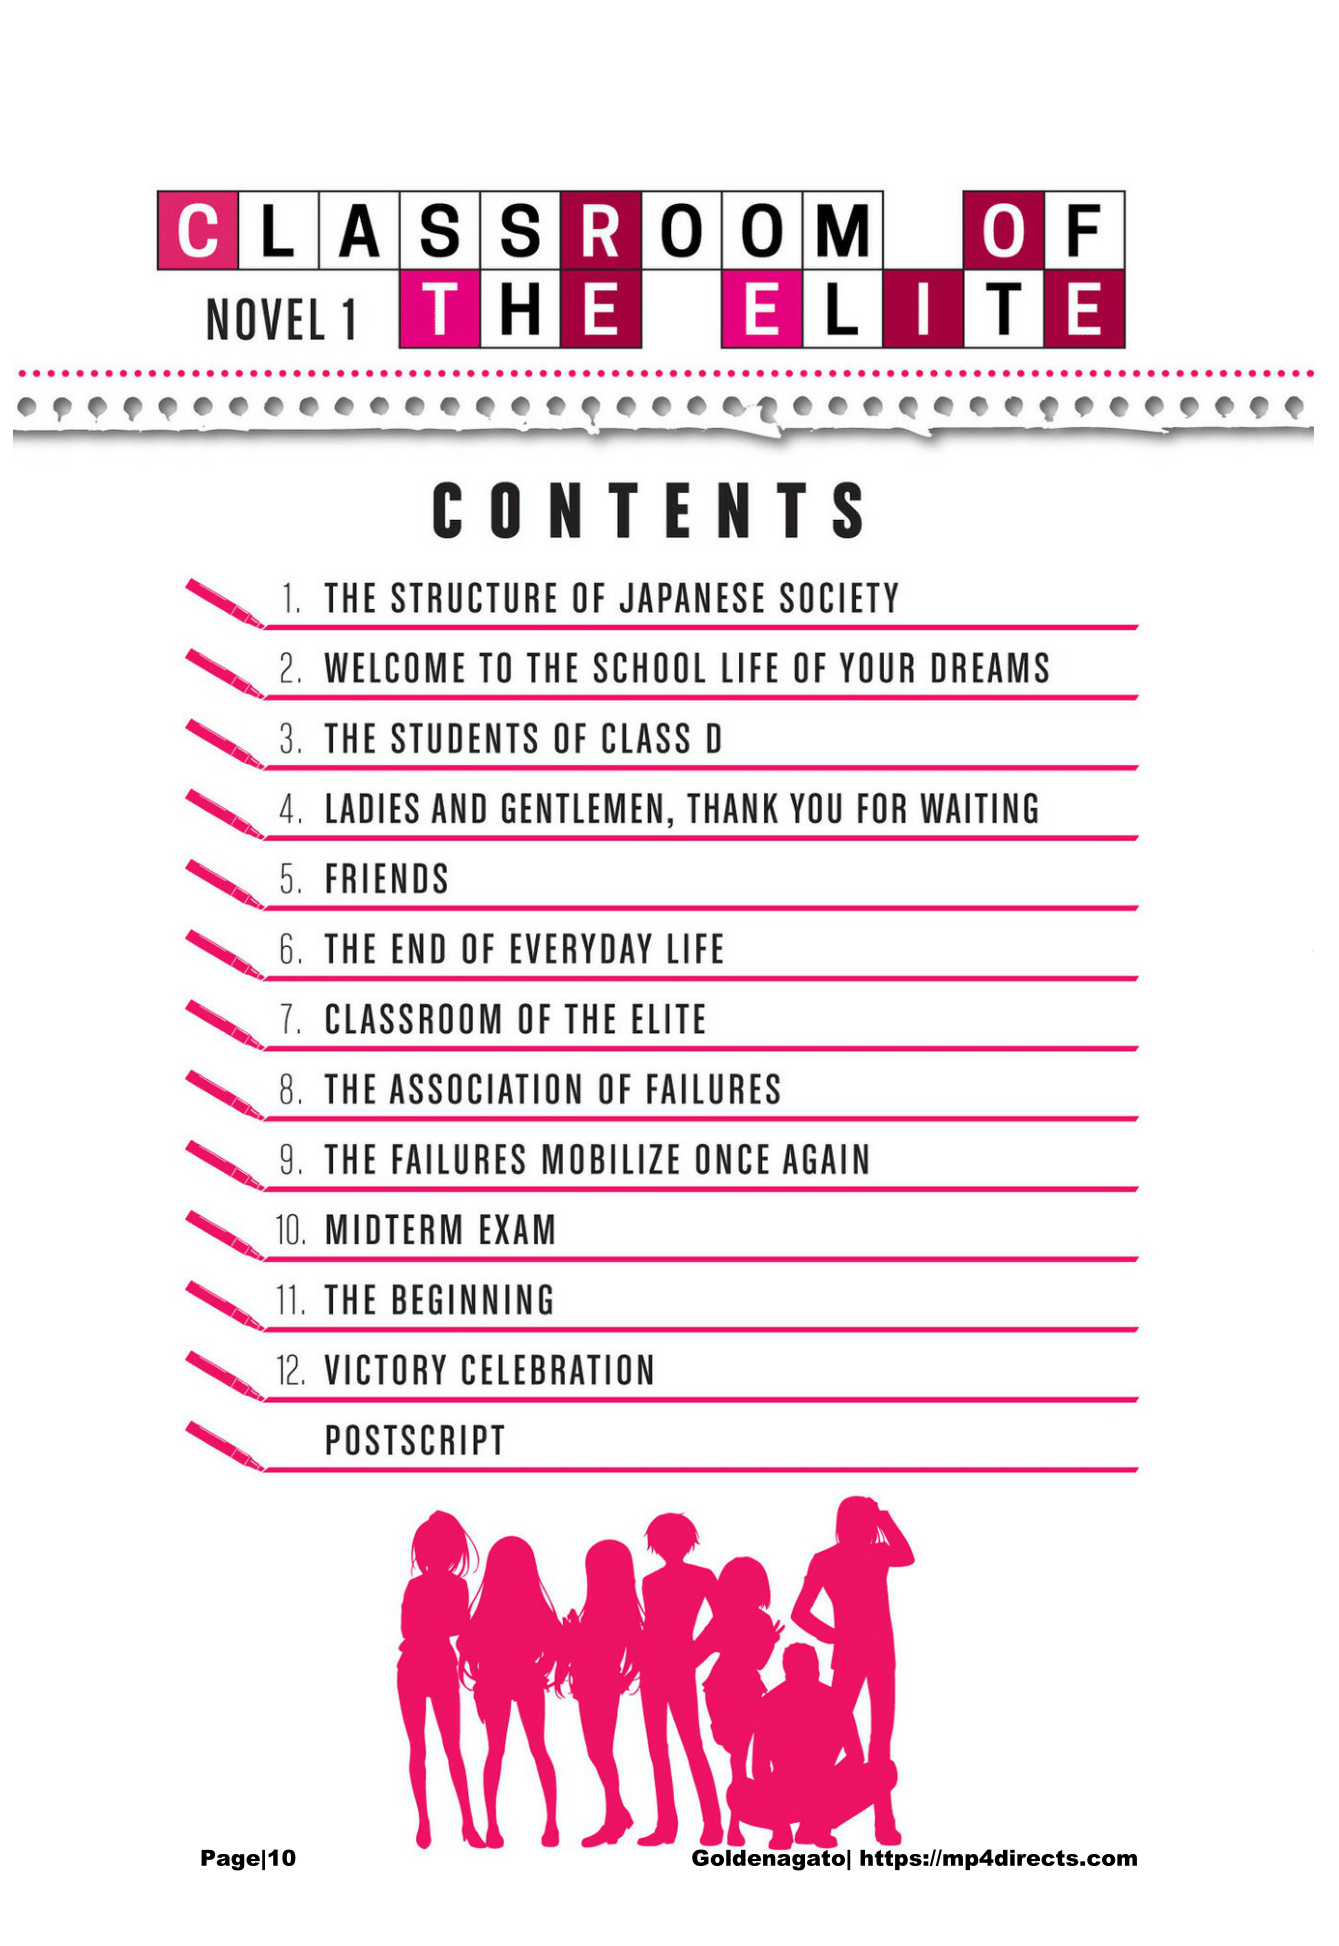 CLASSROOM OF
NOVEL 1 THE ELITE
CONTENTS
1. THE STRUCTURE OF JAPANESE SOCIETY
2. WELCOME TO THE SCHOOL LIFE OF YOUR DREAMS
3. THE STUDENTS OF CLASS D
4. LADIES AND GENTLEMEN, THANK YOU FOR WAITING
5. FRIENDS
6. THE END OF EVERYDAY LIFE
7. CLASSROOM OF THE ELITE
8. THE ASSOCIATION OF FAILURES
9. THE FAILURES MOBILIZE ONCE AGAIN
10. MIDTERM EXAM
11. THE BEGINNING
12. VICTORY CELEBRATION
POSTSCRIPT
Page|10 Goldenagato| https://mp4directs.com